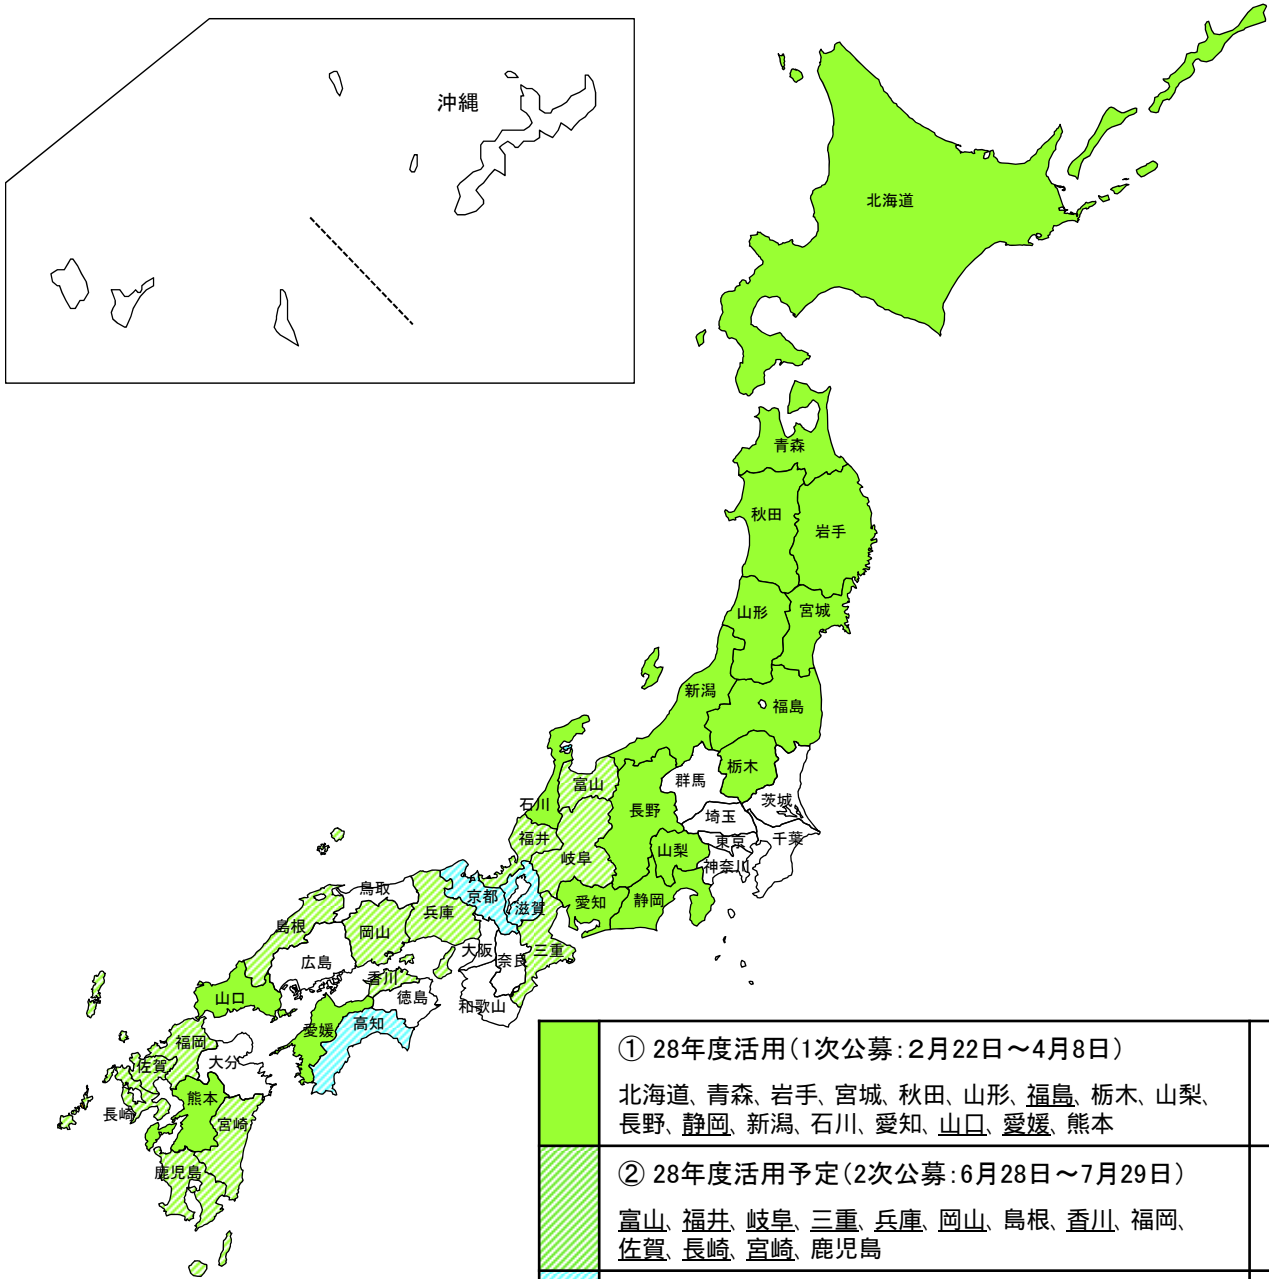 沖縄
北海道
青森
秋田
岩手
山形
宮城
新潟
福島
栃木
群馬
富山
茨城
石川
長野
埼玉
福井
東京
千葉
山梨
岐阜
神奈川
鳥取
京都
愛知
静岡
兵庫
滋賀
島根
岡山
大阪
奈良
三重
広島
香川
山口
徳島
和歌山
愛媛
高知
福岡
佐賀
大分
熊本
長崎
宮崎
鹿児島
① 28年度活用(1次公募:2月22日～4月8日)
北海道、青森、岩手、宮城、秋田、山形、福島、栃木、山梨、
長野、静岡、新潟、石川、愛知、山口、愛媛、熊本
② 28年度活用予定(2次公募:6月28日～7月29日)
富山、福井、岐阜、三重、兵庫、岡山、島根、香川、福岡、
佐賀、長崎、宮崎、鹿児島